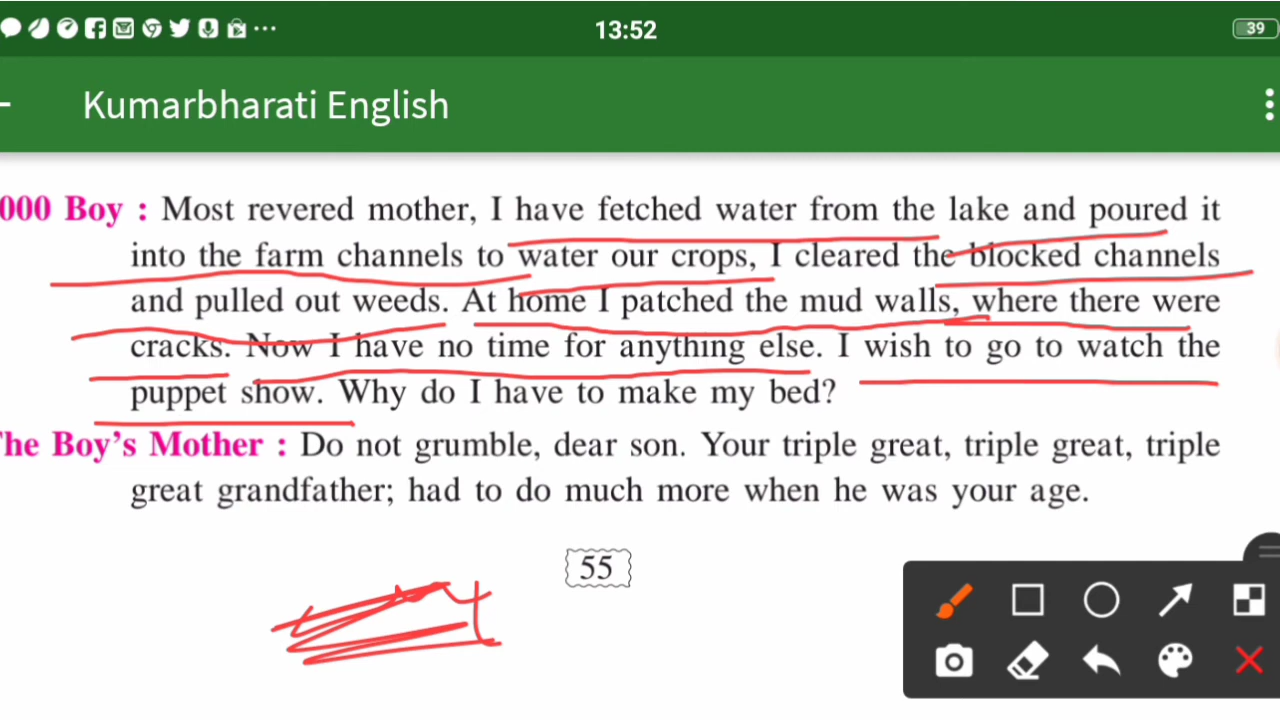 13:52
39
Kumarbharati English
000 Boy : Most revered mother, I have fetched water from the lake and poured it
into the farm channels to water our crops, I cleared the blocked channels
and pulled out weeds. At home I patched the mud walls, where there were
cracks. Now I have no time for anything else. I wish to go to watch the
puppet show. Why do I have to make my bed?
he Boy's Mother : Do not grumble, dear son. Your triple great, triple great, triple
great grandfather; had to do much more when he was your age.
55